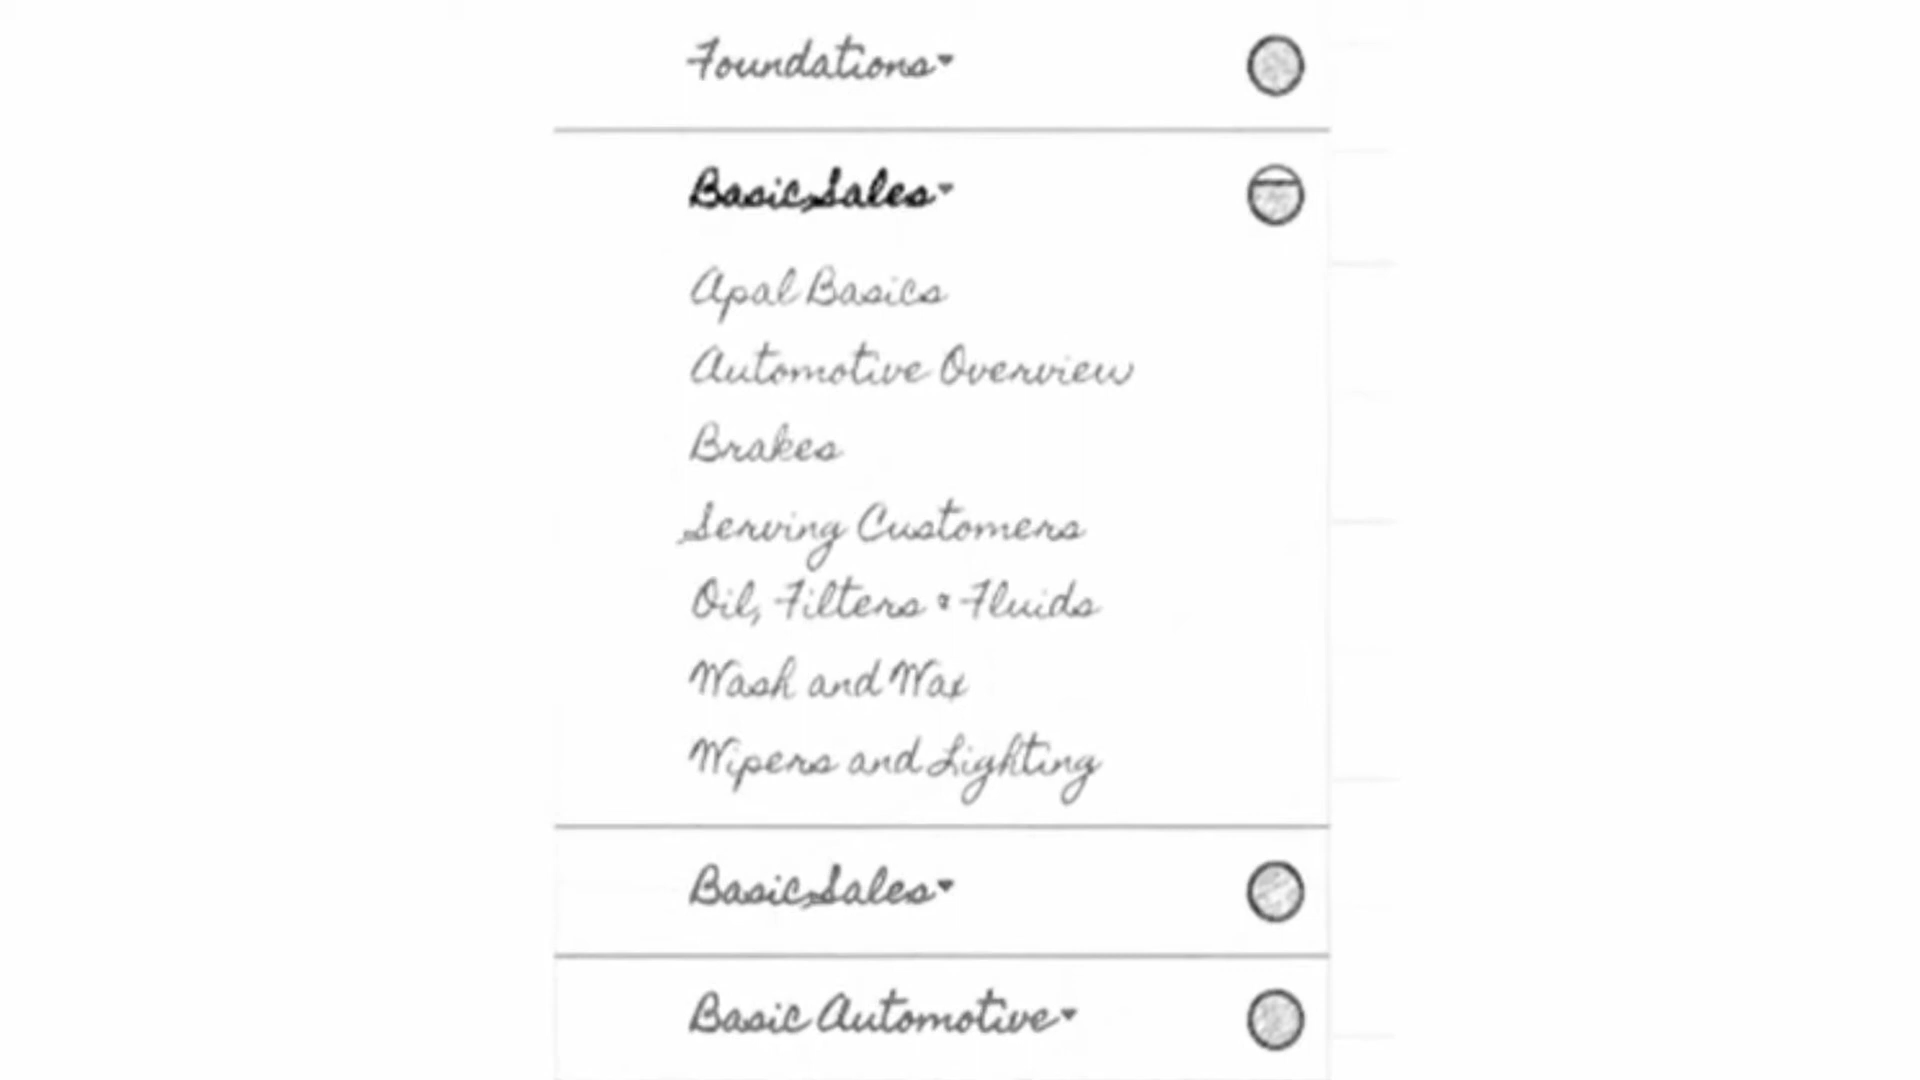 Foundations
Basic Sales
Apal Basics
Automotive Overview
Brakes
Serving Customers
Oil, Filters & Fluids
Wash and Wax
Wipers and Lighting
Basic Sales
Basic Automotive